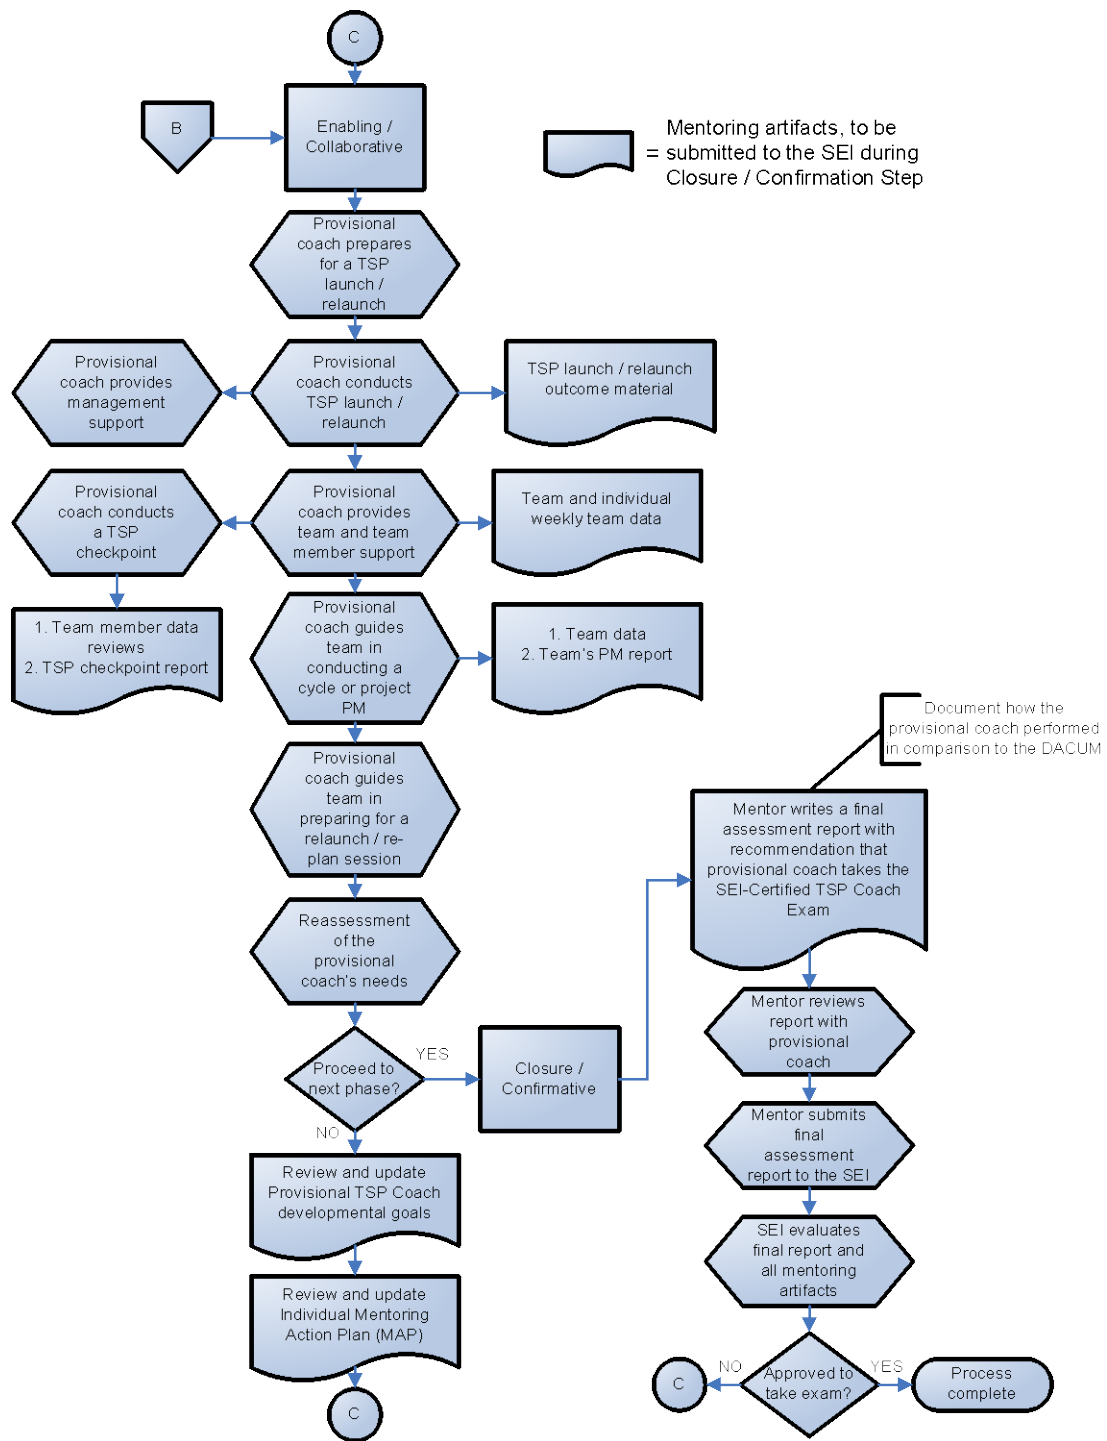 C
B
Enabling /
Collaborative
=
Mentoring artifacts, to be
submitted to the SEI during
Closure / Confirmation Step
Provisional
coach prepares
for a TSP
launch /
relaunch
Provisional
coach provides
management
support
Provisional
coach conducts
TSP launch /
relaunch
TSP launch / relaunch
outcome material
Provisional
coach conducts
a TSP
checkpoint
Provisional
coach provides
team and team
member support
Team and individual
weekly team data
1. Team member data
reviews
2. TSP checkpoint report
Provisional
coach guides
team in
conducting a
cycle or project
PM
1. Team data
2. Team's PM report
Provisional
coach guides
team in
preparing for a
relaunch / re-
plan session
Reassessment
of the
provisional
coach's needs
Proceed to
next phase?
YES
NO
Closure /
Confirmative
Review and update
Provisional TSP Coach
developmental goals
Review and update
Individual Mentoring
Action Plan (MAP)
C
Document how the
provisional coach performed
in comparison to the DACUM
Mentor writes a final
assessment report with
recommendation that
provisional coach takes the
SEI-Certified TSP Coach
Exam
Mentor reviews
report with
provisional
coach
Mentor submits
final
assessment
report to the SEI
SEI evaluates
final report and
all mentoring
artifacts
Approved to
take exam?
NO
C
YES
Process
complete